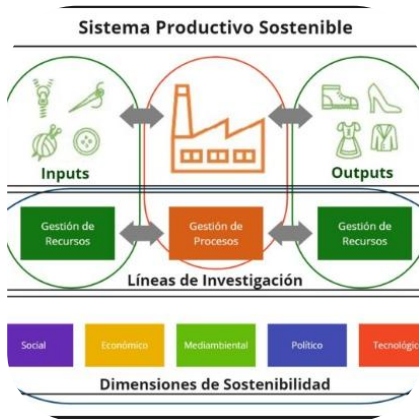 Sistema Productivo Sostenible
Inputs
Outputs
Gestión de
Recursos
Gestión de
Procesos
Gestión de
Recursos
Líneas de Investigación
Social
Económico
Mediambiental
Político
Tecnológic
Dimensiones de Sostenibilidad